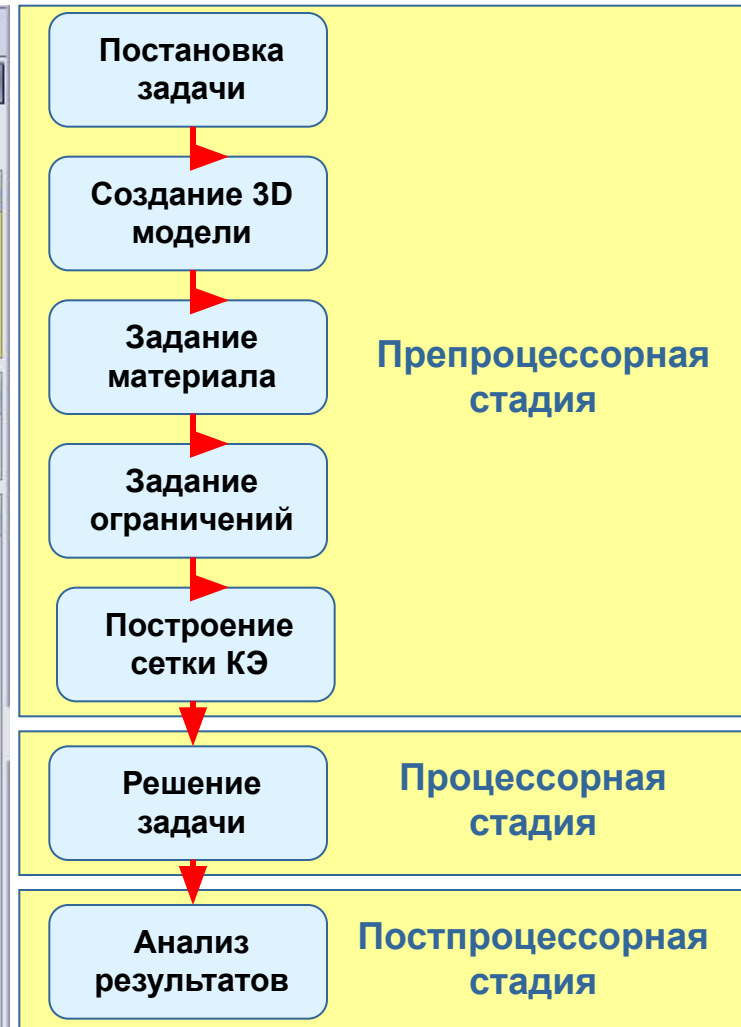 Постановка
задачи
Создание 3D
модели
Задание
материала
Задание
ограничений
Построение
сетки КЭ
Препроцессорная
стадия
Решение
задачи
Процессорная
стадия
Анализ
результатов
Постпроцессорная
стадия